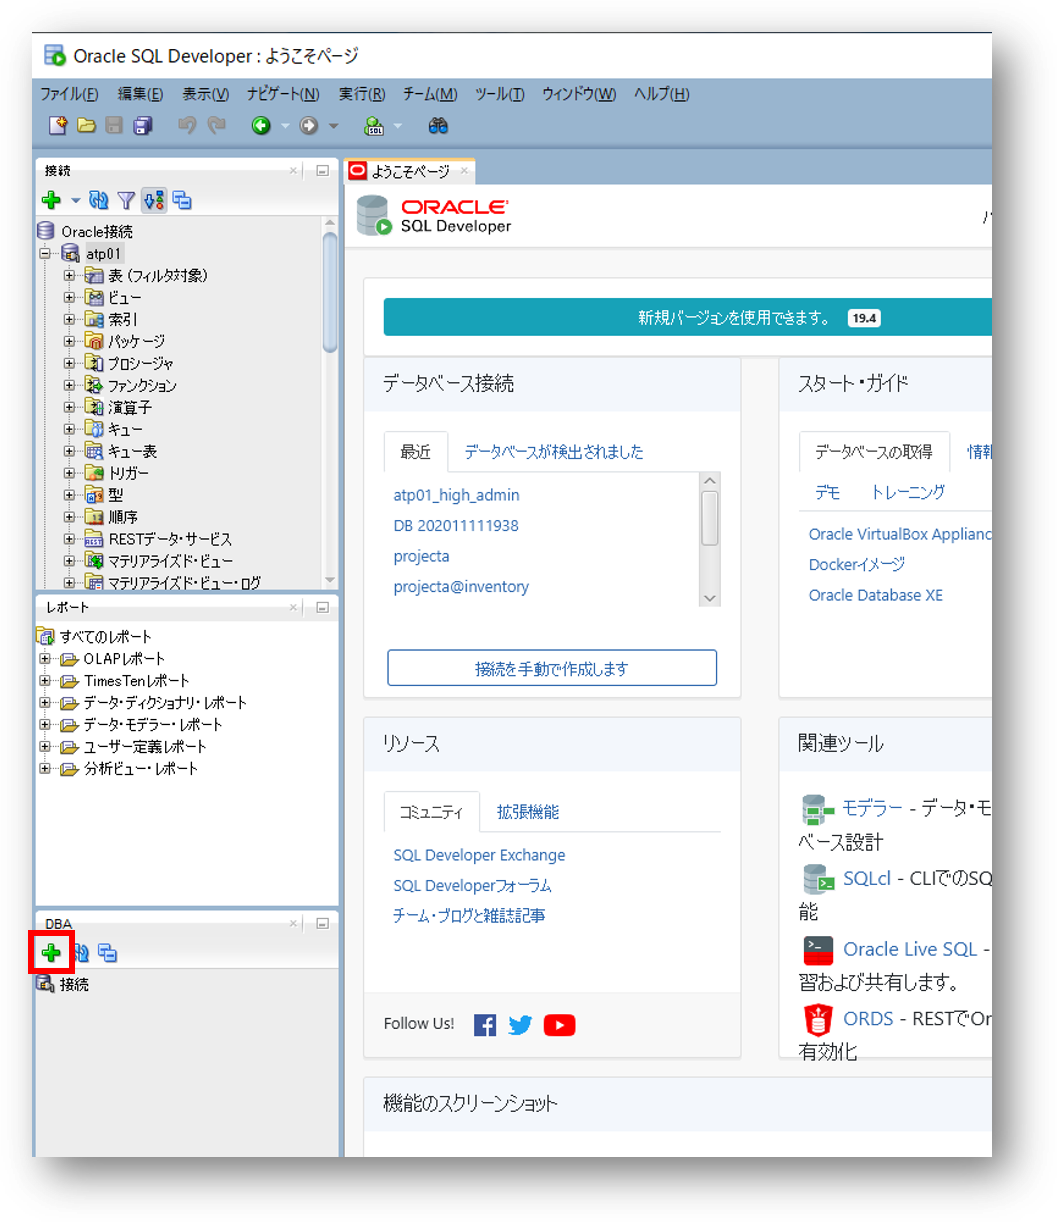 Oracle SQL Developer : ようこそページ
ファイル(F) 編集(E) 表示(V) ナビゲート(N) 実行(R) チーム(M) ツール(T) ウィンドウ(W) ヘルプ(H)
接続
Oracle接続
atp01
表 (フィルタ対象)
ビュー
索引
パッケージ
プロシージャ
ファンクション
演算子
キュー
キュー表
トリガー
型
順序
RESTデータ・サービス
マテリアライズド・ビュー
マテリアライズド・ビュー・ログ
レポート
すべてのレポート
OLAPレポート
TimesTenレポート
データ・ディクショナリ・レポート
データ・モデラー・レポート
ユーザー定義レポート
分析ビュー・レポート
DBA
接続
ようこそページ
ORACLE
SQL Developer
新規バージョンを使用できます。 19.4
データベース接続
最近 データベースが検出されました
atp01_high_admin
DB 202011111938
projecta
projecta@inventory
接続を手動で作成します
スタート・ガイド
データベースの取得 情報
デモ トレーニング
Oracle VirtualBox Applianc
Dockerイメージ
Oracle Database XE
リソース
コミュニティ 拡張機能
SQL Developer Exchange
SQL Developerフォーラム
チーム・ブログと雑誌記事
Follow Us!
関連ツール
モデラー - データ・モ
ベース設計
SQLcl - CLIでのSQ
能
Oracle Live SQL -
習および共有します。
ORDS - RESTでOr
有効化
機能のスクリーンショット